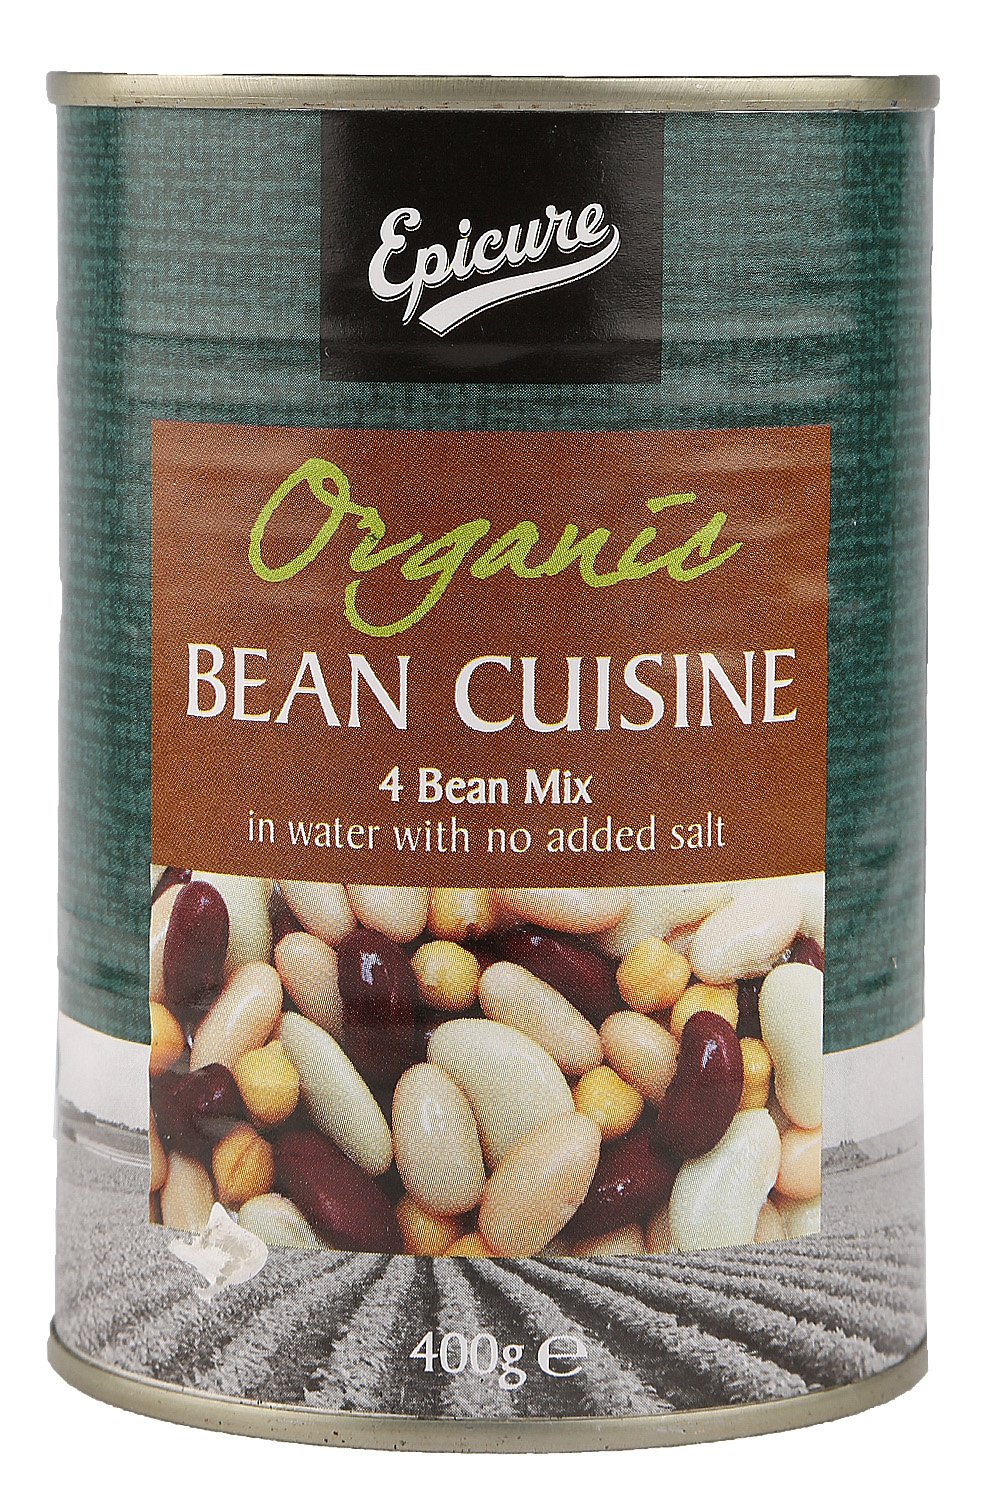 Epicure
Organic
BEAN CUISINE
4 Bean Mix
in water with no added salt
400g ℮